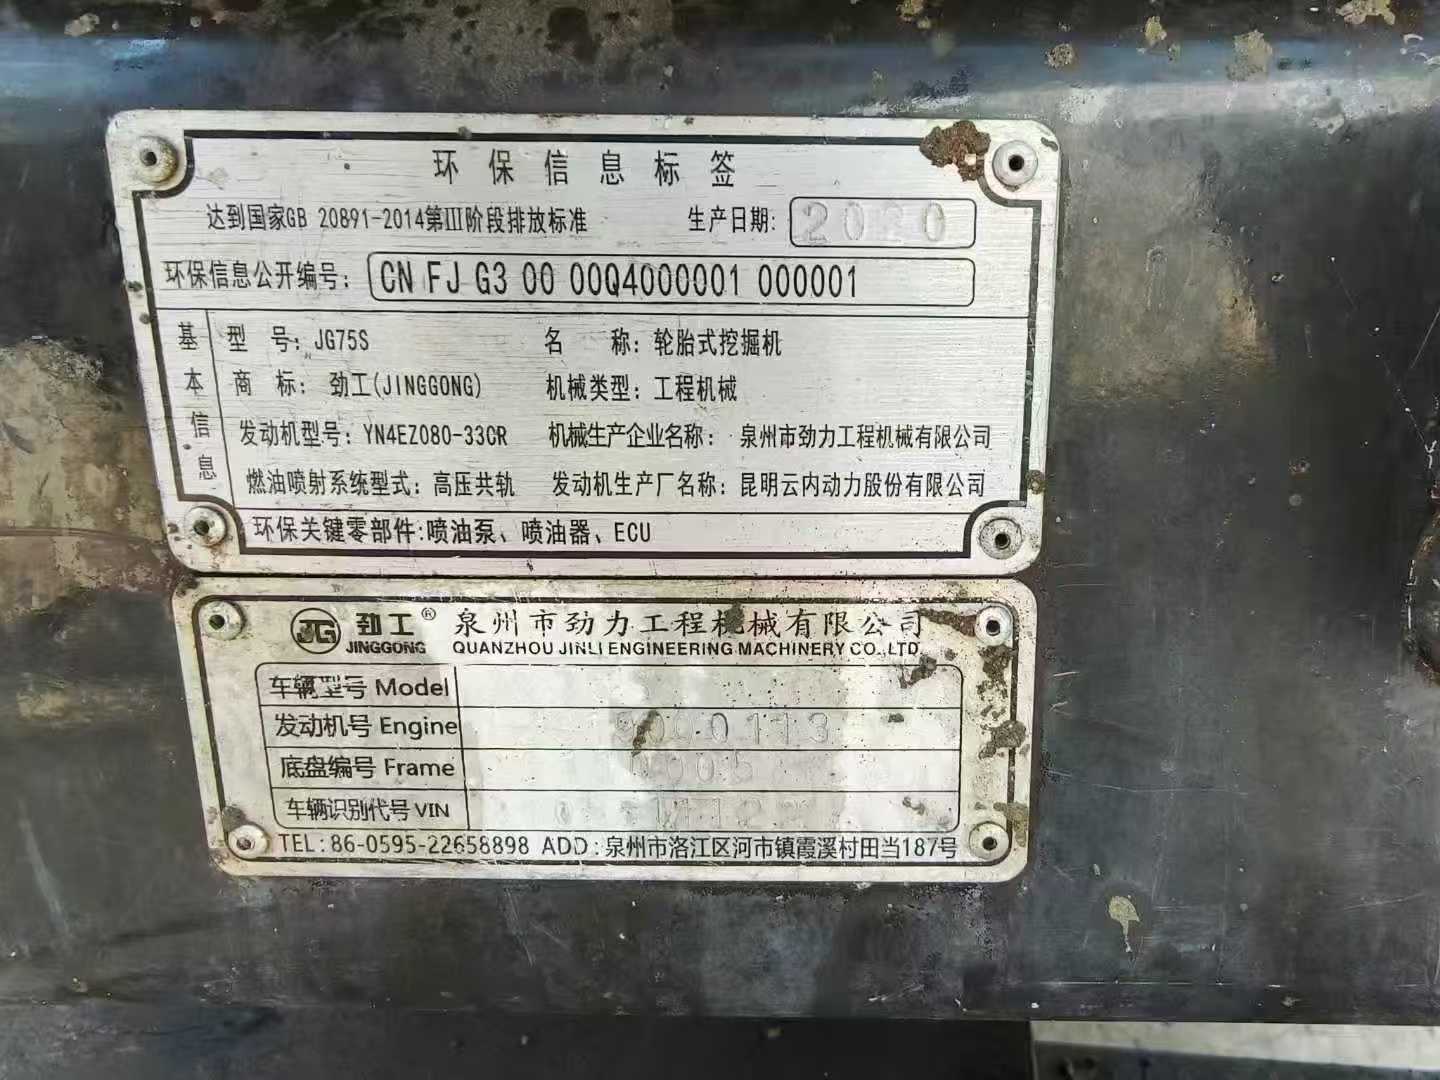 环保信息标签
达到国家GB 20891-2014第III阶段排放标准 生产日期: 2020
环保信息公开编号: CN FJ G3 00 00Q4000001 000001
基本信息
型号: JG75S 名称: 轮胎式挖掘机
商标: 劲工(JINGGONG) 机械类型: 工程机械
发动机型号: YN4EZ080-33CR 机械生产企业名称: 泉州市劲力工程机械有限公司
燃油喷射系统型式: 高压共轨 发动机生产厂名称: 昆明云内动力股份有限公司
环保关键零部件:喷油泵、喷油器、ECU
JG 劲工® 泉州市劲力工程机械有限公司
JINGGONG QUANZHOU JINLI ENGINEERING MACHINERY CO.,LTD.
车辆型号 Model
发动机号 Engine
底盘编号 Frame
车辆识别代号 VIN
TEL:86-0595-22658898 ADD:泉州市洛江区河市镇霞溪村田当187号